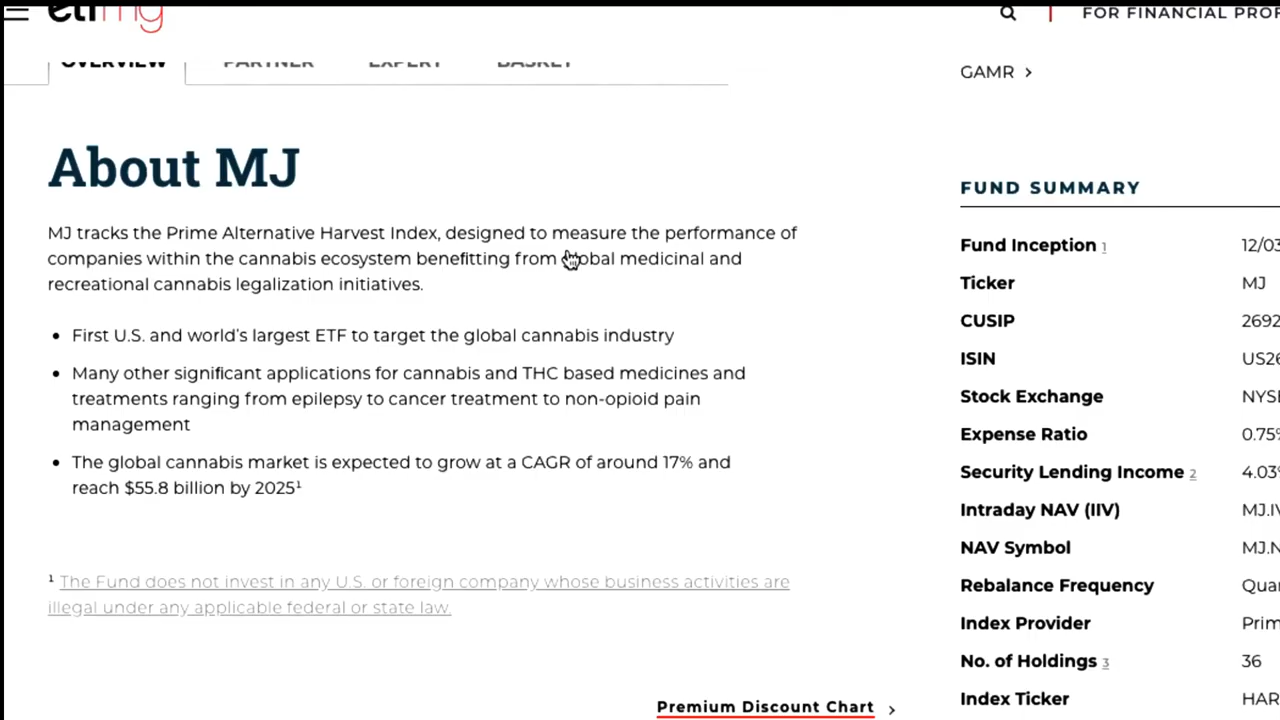 etfmg
FOR FINANCIAL PROF
OVERVIEW PARTNER EXPERT BASKET
GAMR >
About MJ
MJ tracks the Prime Alternative Harvest Index, designed to measure the performance of
companies within the cannabis ecosystem benefitting from global medicinal and
recreational cannabis legalization initiatives.
• First U.S. and world's largest ETF to target the global cannabis industry
• Many other significant applications for cannabis and THC based medicines and
treatments ranging from epilepsy to cancer treatment to non-opioid pain
management
• The global cannabis market is expected to grow at a CAGR of around 17% and
reach $55.8 billion by 2025¹
¹ The Fund does not invest in any U.S. or foreign company whose business activities are
illegal under any applicable federal or state law.
Premium Discount Chart >
FUND SUMMARY
Fund Inception 1 12/03
Ticker MJ
CUSIP 2692
ISIN US26
Stock Exchange NYSE
Expense Ratio 0.75%
Security Lending Income 2 4.03%
Intraday NAV (IIV) MJ.IV
NAV Symbol MJ.N
Rebalance Frequency Quar
Index Provider Prim
No. of Holdings 3 36
Index Ticker HAR